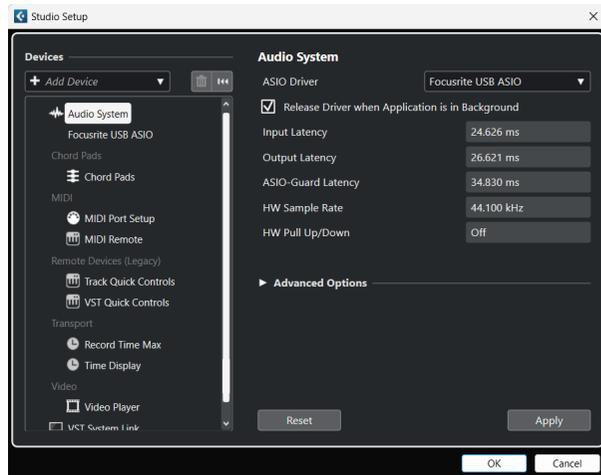 Studio Setup
Devices
Add Device
Audio System
Focusrite USB ASIO
Chord Pads
Chord Pads
MIDI
MIDI Port Setup
MIDI Remote
Remote Devices (Legacy)
Track Quick Controls
VST Quick Controls
Transport
Record Time Max
Time Display
Video
Video Player
VST System Link
Audio System
ASIO Driver Focusrite USB ASIO
Release Driver when Application is in Background
Input Latency 24.626 ms
Output Latency 26.621 ms
ASIO-Guard Latency 34.830 ms
HW Sample Rate 44.100 kHz
HW Pull Up/Down Off
Advanced Options
Reset Apply
OK Cancel